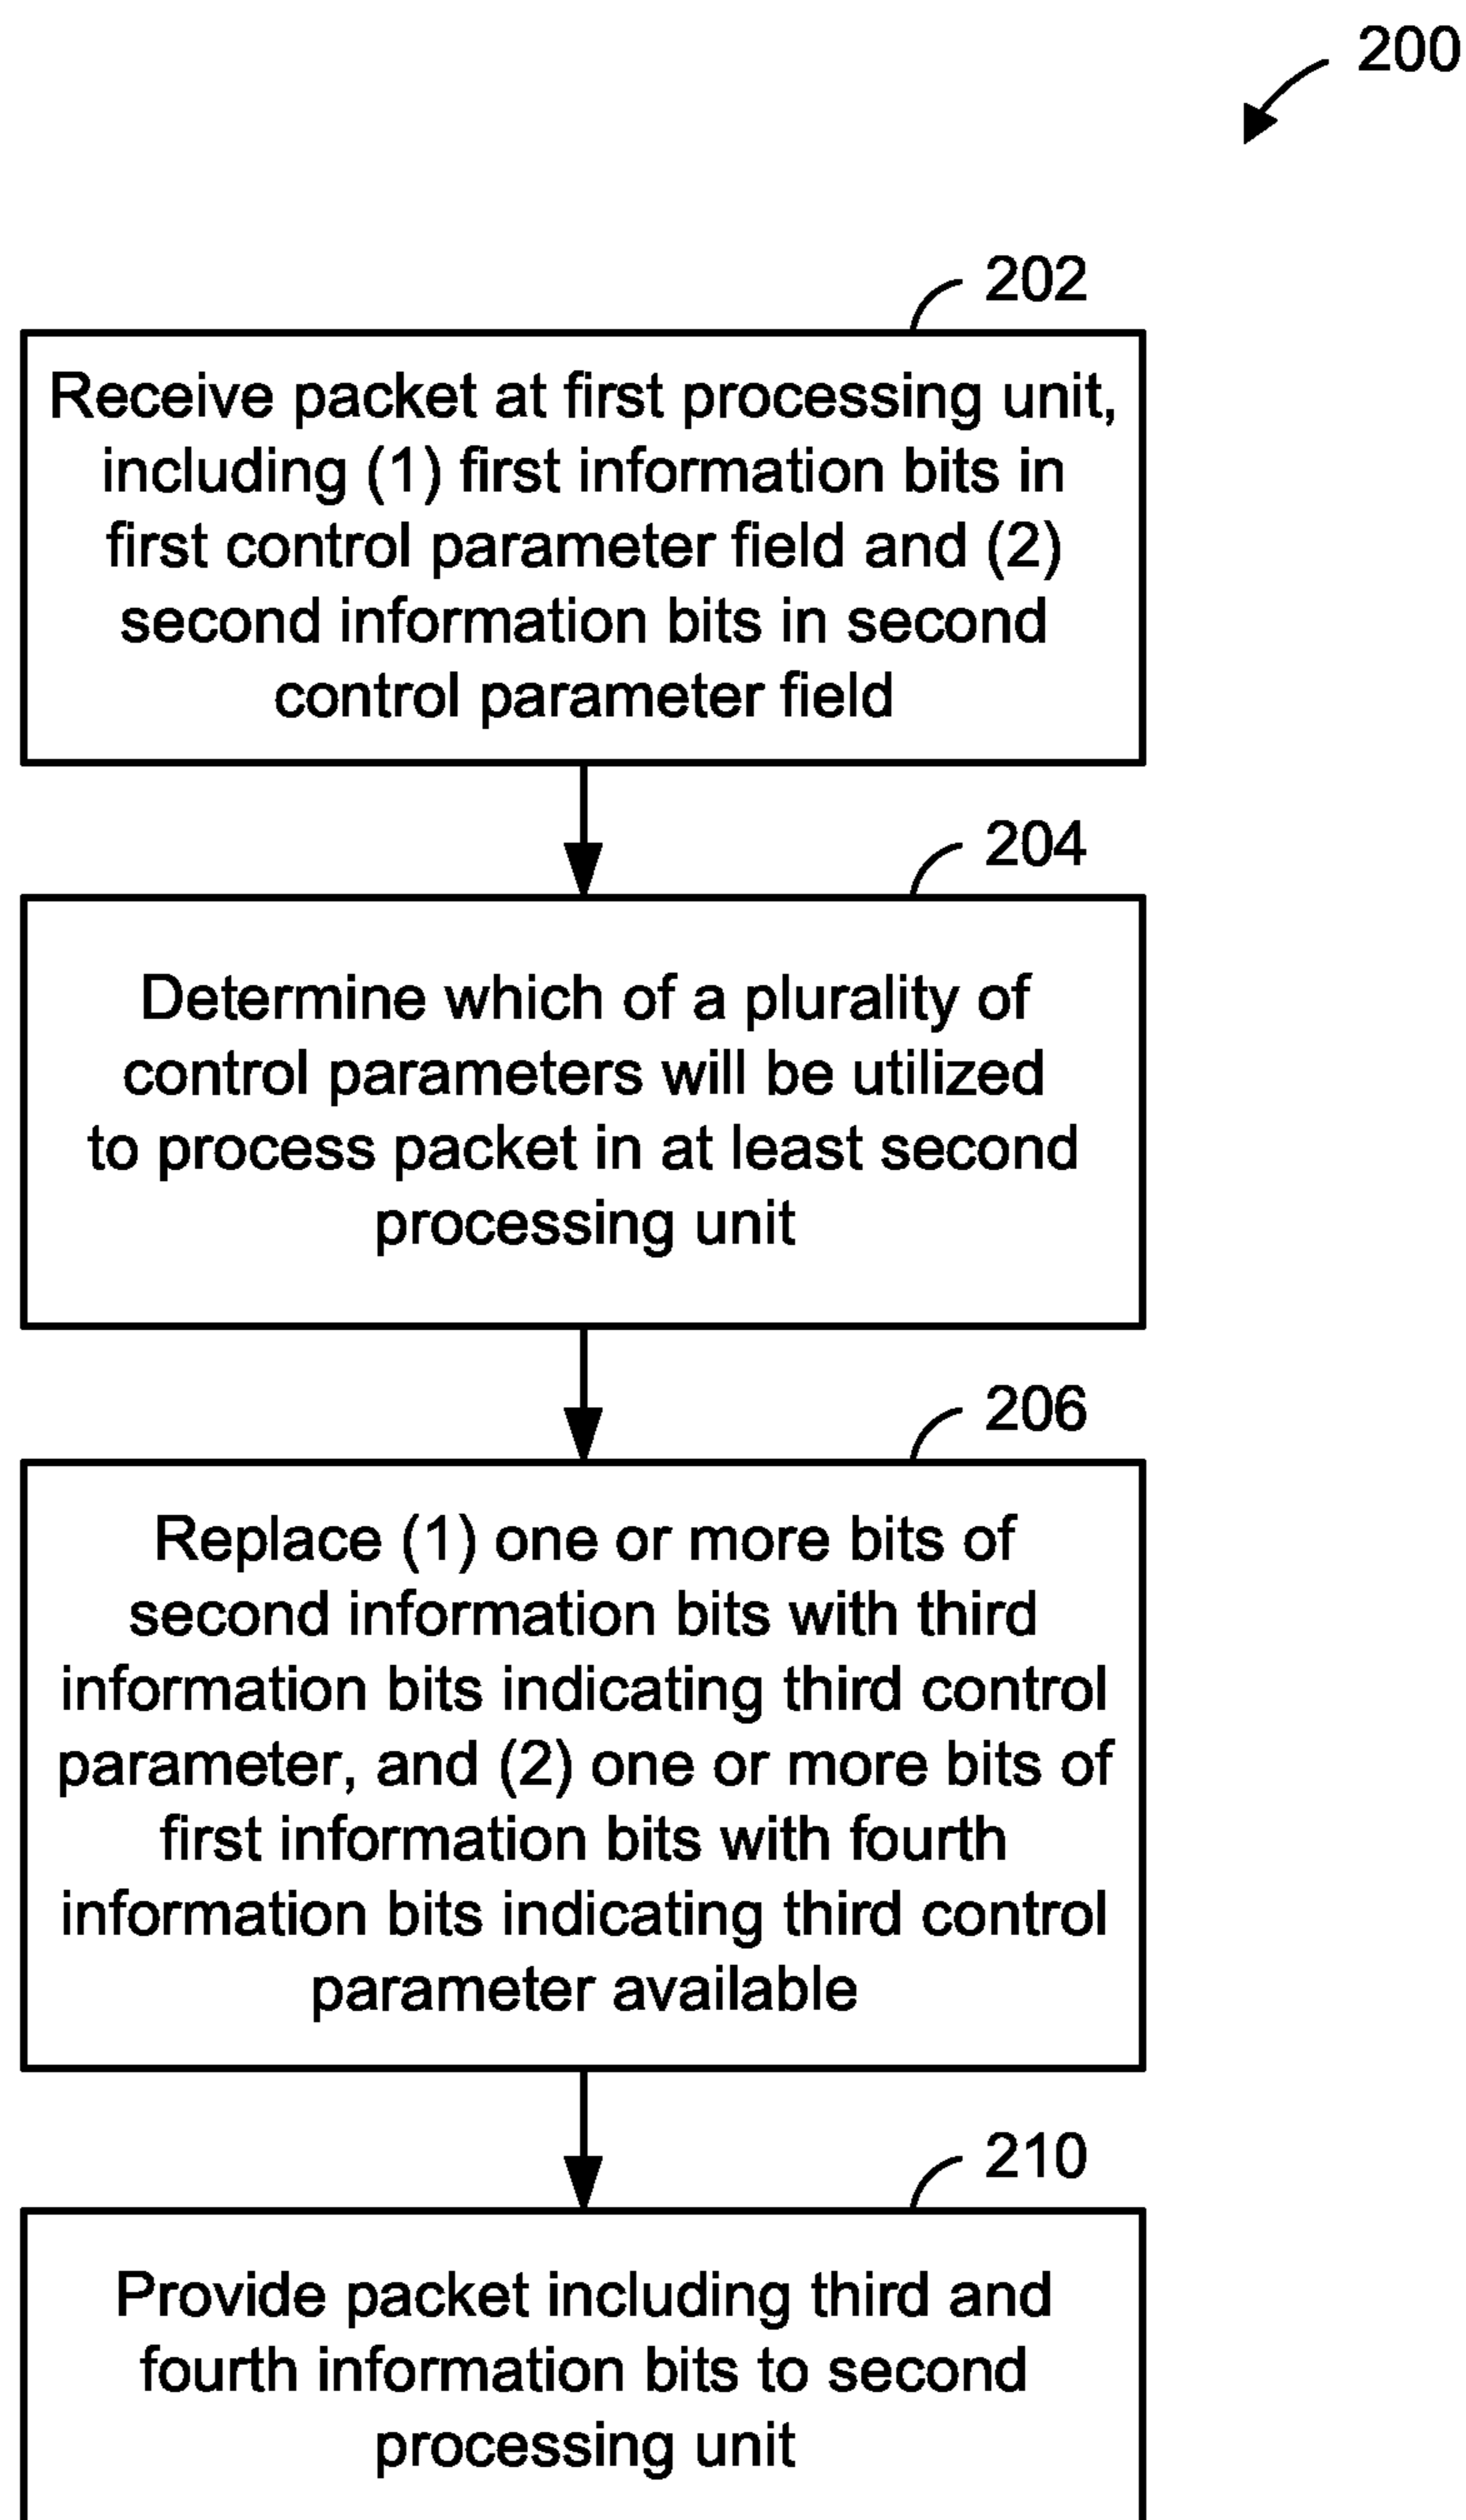 200
202
Receive packet at first processing unit,
including (1) first information bits in
first control parameter field and (2)
second information bits in second
control parameter field
204
Determine which of a plurality of
control parameters will be utilized
to process packet in at least second
processing unit
206
Replace (1) one or more bits of
second information bits with third
information bits indicating third control
parameter, and (2) one or more bits of
first information bits with fourth
information bits indicating third control
parameter available
210
Provide packet including third and
fourth information bits to second
processing unit